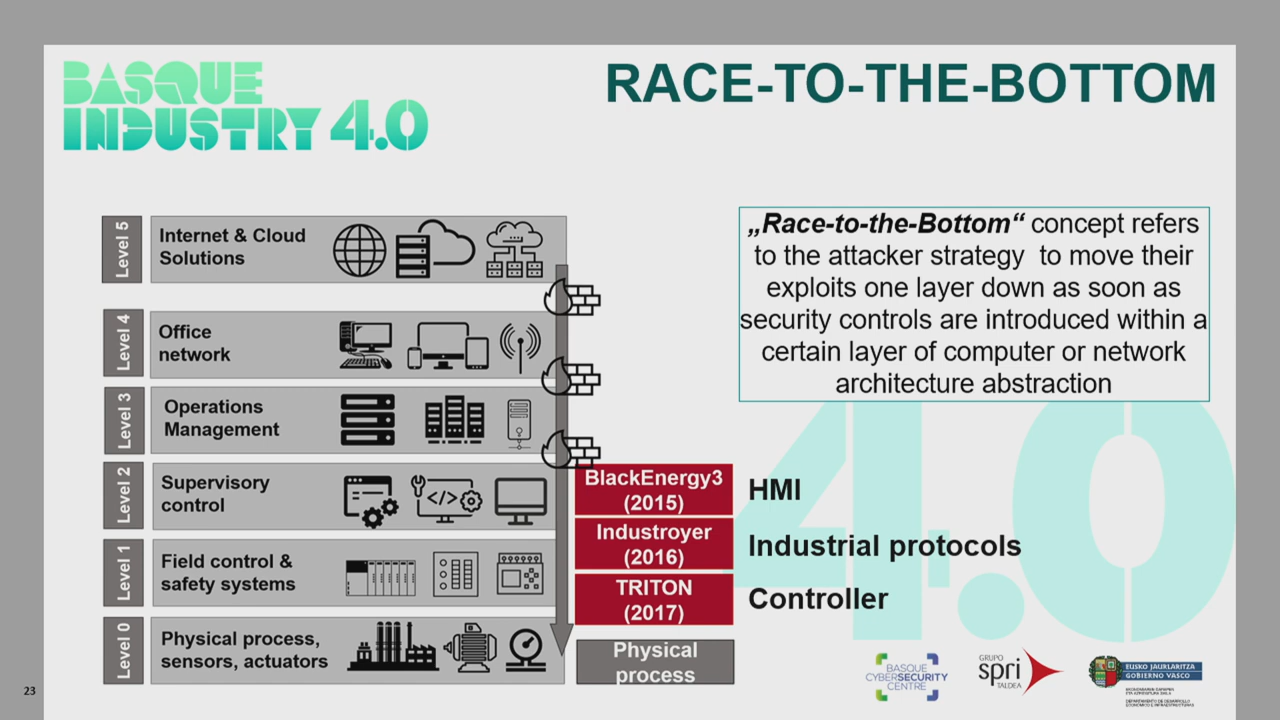 BASQUE
INDUSTRY 4.0
RACE-TO-THE-BOTTOM
Level 5
Internet & Cloud
Solutions
Level 4
Office
network
Level 3
Operations
Management
Level 2
Supervisory
control
Level 1
Field control &
safety systems
Level 0
Physical process,
sensors, actuators
„Race-to-the-Bottom“ concept refers
to the attacker strategy to move their
exploits one layer down as soon as
security controls are introduced within a
certain layer of computer or network
architecture abstraction
BlackEnergy3
(2015)
HMI
Industroyer
(2016)
Industrial protocols
TRITON
(2017)
Controller
Physical
process
4.0
23
BASQUE
CYBERSECURITY
CENTRE
GRUPO
spri
TALDEA
EUSKO JAURLARITZA
GOBIERNO VASCO